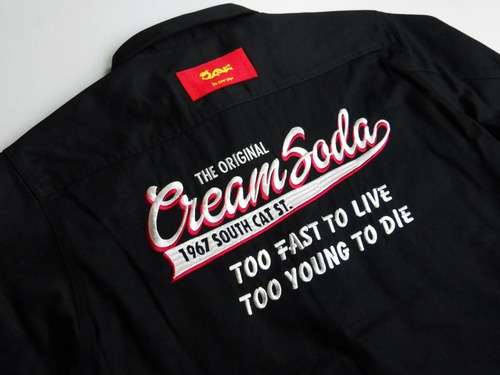 THE ORIGINAL
Cream Soda
1967 SOUTH CAT ST.
TOO FAST TO LIVE
TOO YOUNG TO DIE